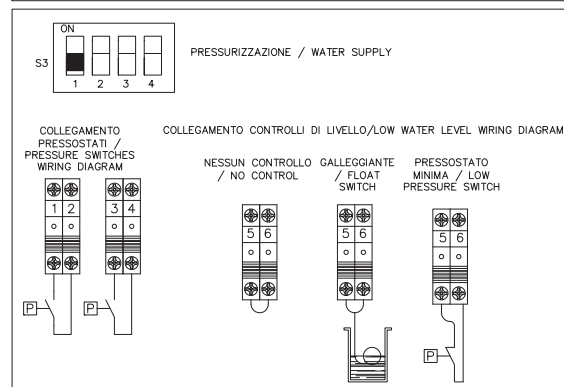 ON
S3
1 2 3 4
PRESSURIZZAZIONE / WATER SUPPLY
COLLEGAMENTO
PRESSOSTATI /
PRESSURE SWITCHES
WIRING DIAGRAM
COLLEGAMENTO CONTROLLI DI LIVELLO/LOW WATER LEVEL WIRING DIAGRAM
NESSUN CONTROLLO
/ NO CONTROL
GALLEGGIANTE
/ FLOAT
SWITCH
PRESSOSTATO
MINIMA / LOW
PRESSURE SWITCH
1 2
3 4
5 6
5 6
5 6
P
P
P